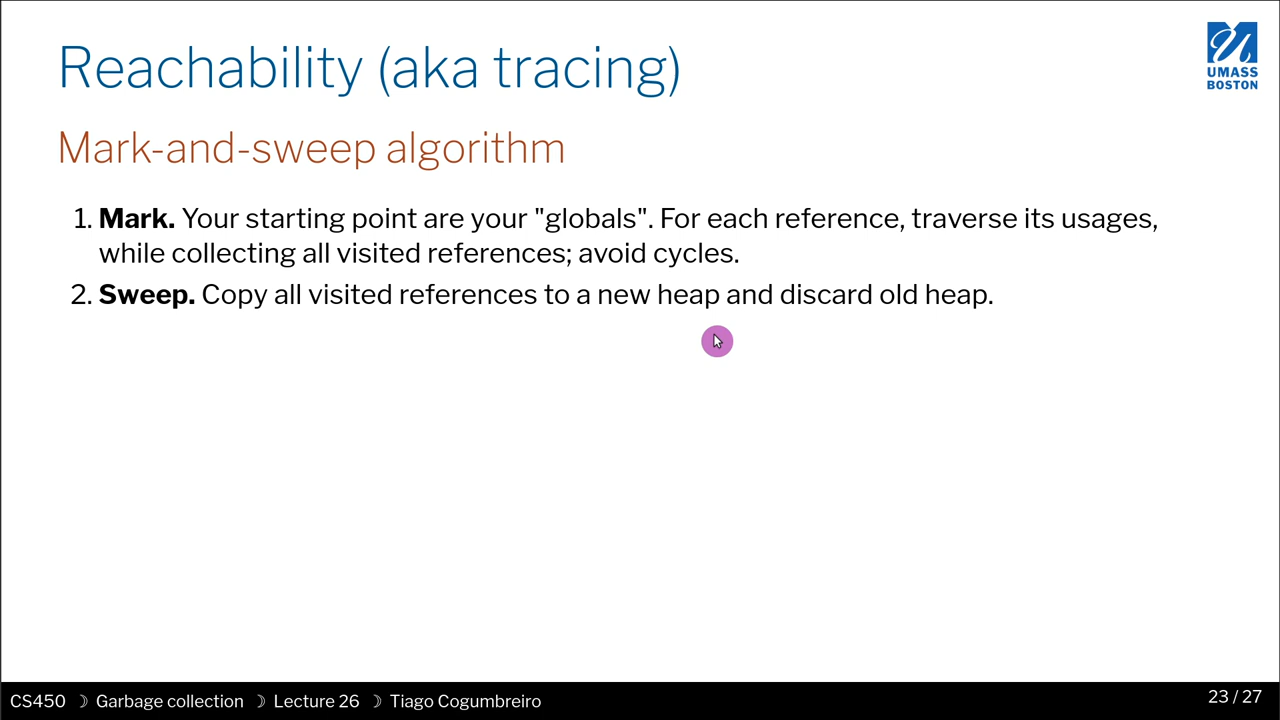 Reachability (aka tracing)
UMASS
BOSTON
Mark-and-sweep algorithm
1. Mark. Your starting point are your "globals". For each reference, traverse its usages,
while collecting all visited references; avoid cycles.
2. Sweep. Copy all visited references to a new heap and discard old heap.
CS450 ☽ Garbage collection ☽ Lecture 26 ☽ Tiago Cogumbreiro
23 / 27